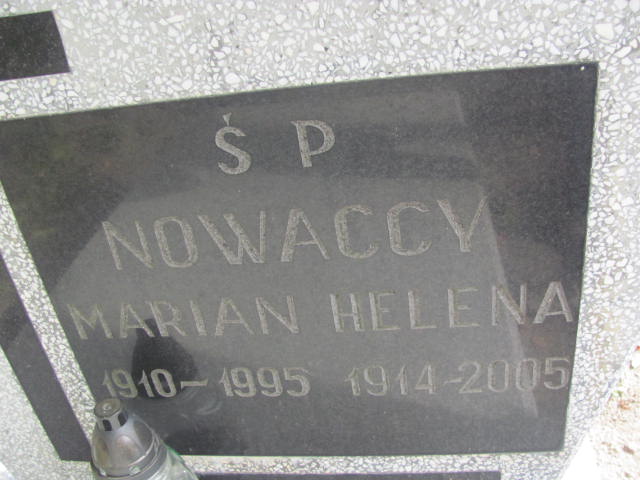 Ś P
NOWACCY
MARIAN HELENA
1910-1995 1914-2005